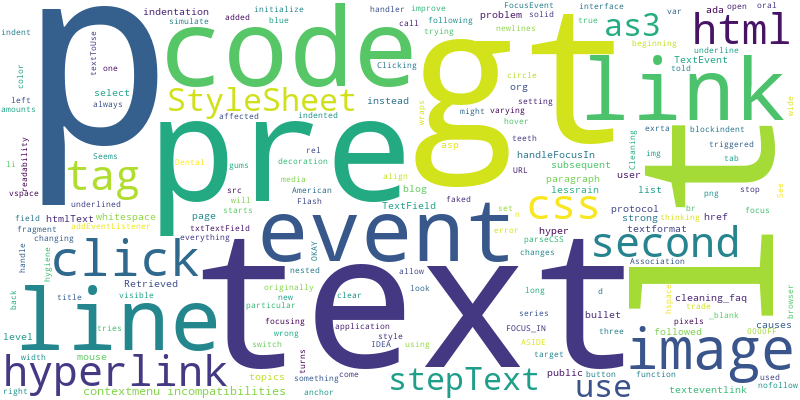 indentation simulate added initialize handler improve FocusEvent interface var ada open oral
indent blue call following solid true
textToUse code trying problem newlines as3 beginning html
color one Clicking gt circle org link underline TextEvent told
p left select StyleSheet instead might setting varying wide
amounts always affected indented wraps hover exrta blockindent
readability Seems pre rel teeth handleFocusIn Cleaning triggered
li tag Dental gums decoration asp URL subsequent img user tab t
vspace src media align blog faked paragraph lessrain list png stop See
underlined will American css protocol br thinking focus
field htmlText whitespace page starts Flash TextField set n strong href
fragment addEventListener txtTextField event error hyper textformat
changing click everything OKAY parseCSS second Association
handle hygiene Retrieved nested allow changes d cleaning_faq I
back title visible originally look long bullet hspace trade _blank browser
line tries new clear series three pixels 0000FF
level particular text application FOCUS_IN followed causes
width mouse focusing wrong style ASIDE image
hyperlink topics switch IDEA using target
turns something come stepText public button function used
right contextmenu incompatibilities anchor use texteventlink nofollow